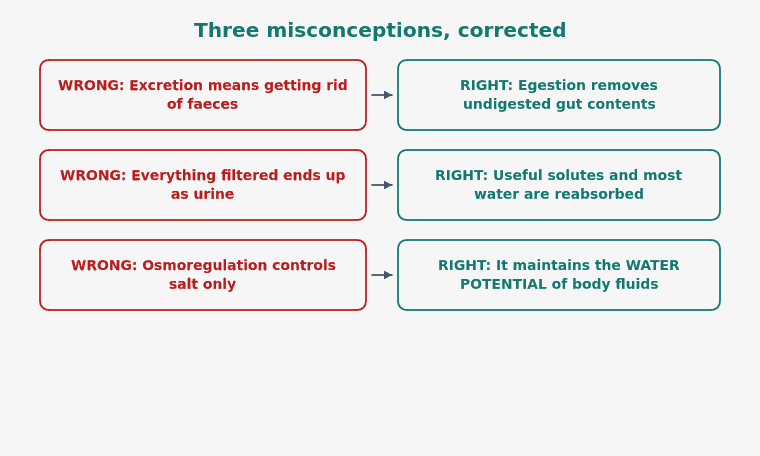 Three misconceptions, corrected
WRONG: Excretion means getting rid
of faeces
RIGHT: Egestion removes
undigested gut contents
WRONG: Everything filtered ends up
as urine
RIGHT: Useful solutes and most
water are reabsorbed
WRONG: Osmoregulation controls
salt only
RIGHT: It maintains the WATER
POTENTIAL of body fluids